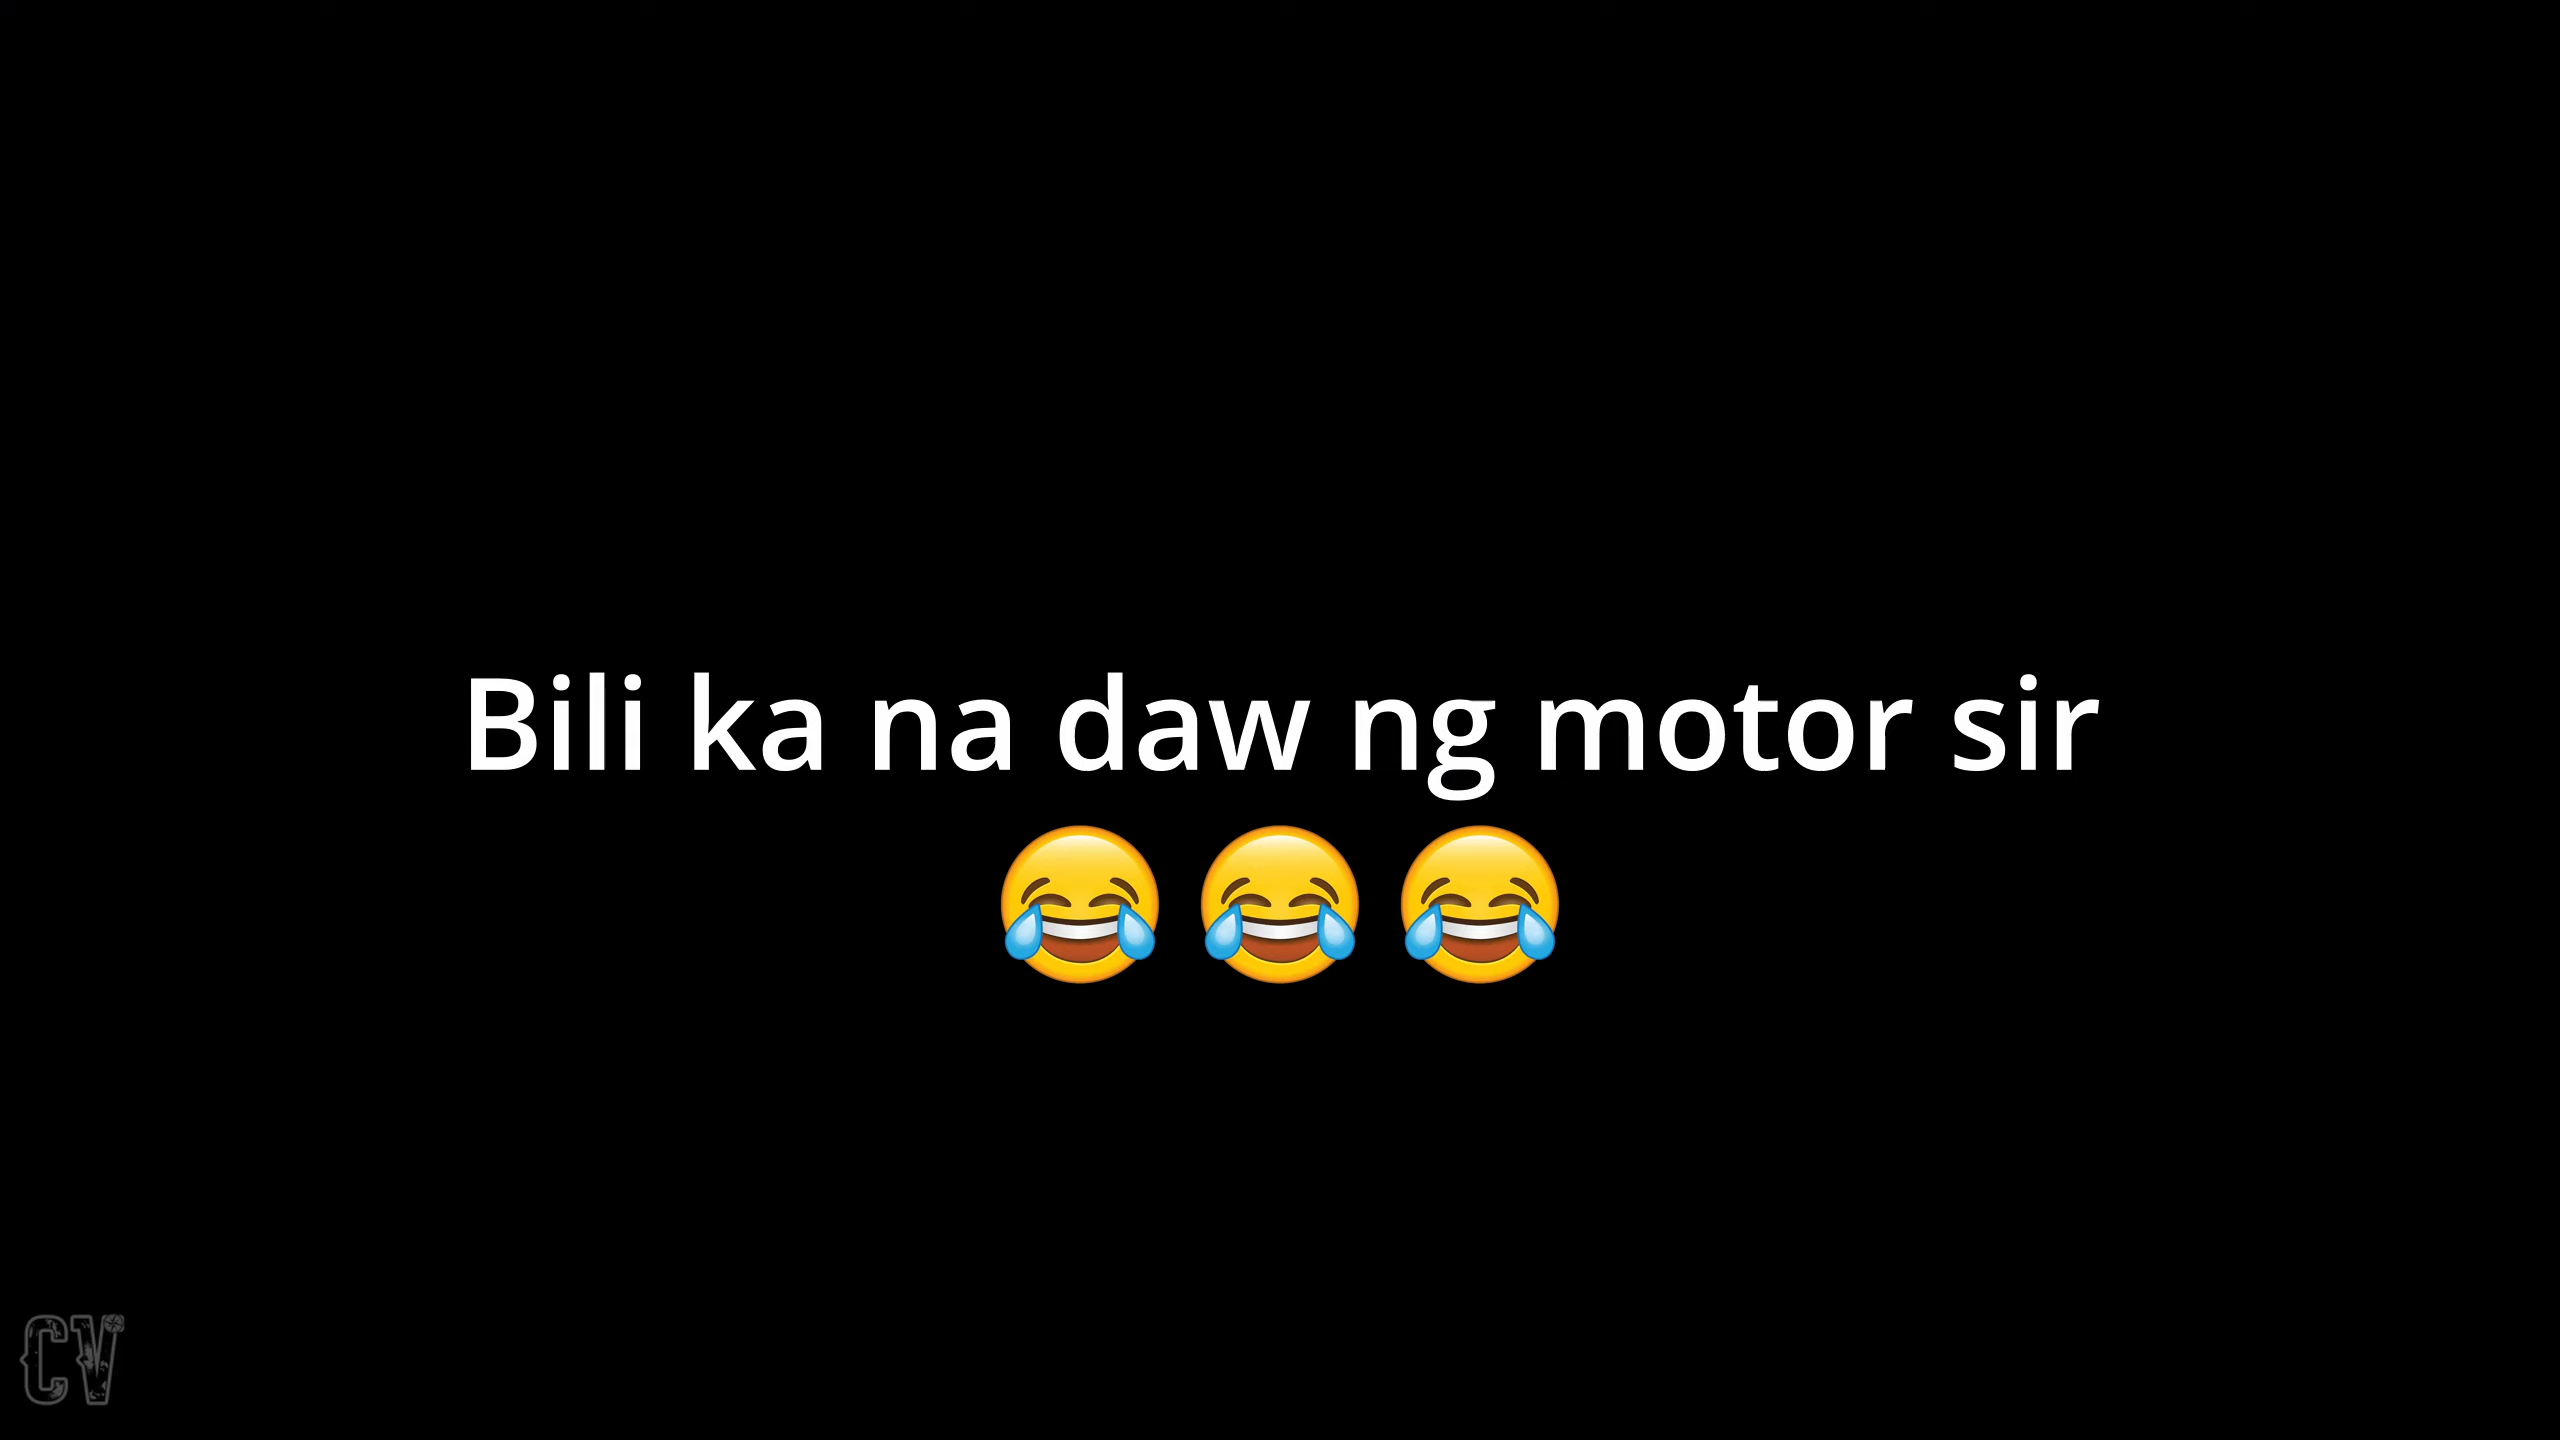 Bili ka na daw ng motor sir
😂😂😂
CV